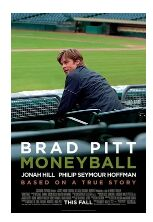 BRAD PITT
MONEYBALL
JONAH HILL PHILIP SEYMOUR HOFFMAN
BASED ON A TRUE STORY
THIS FALL